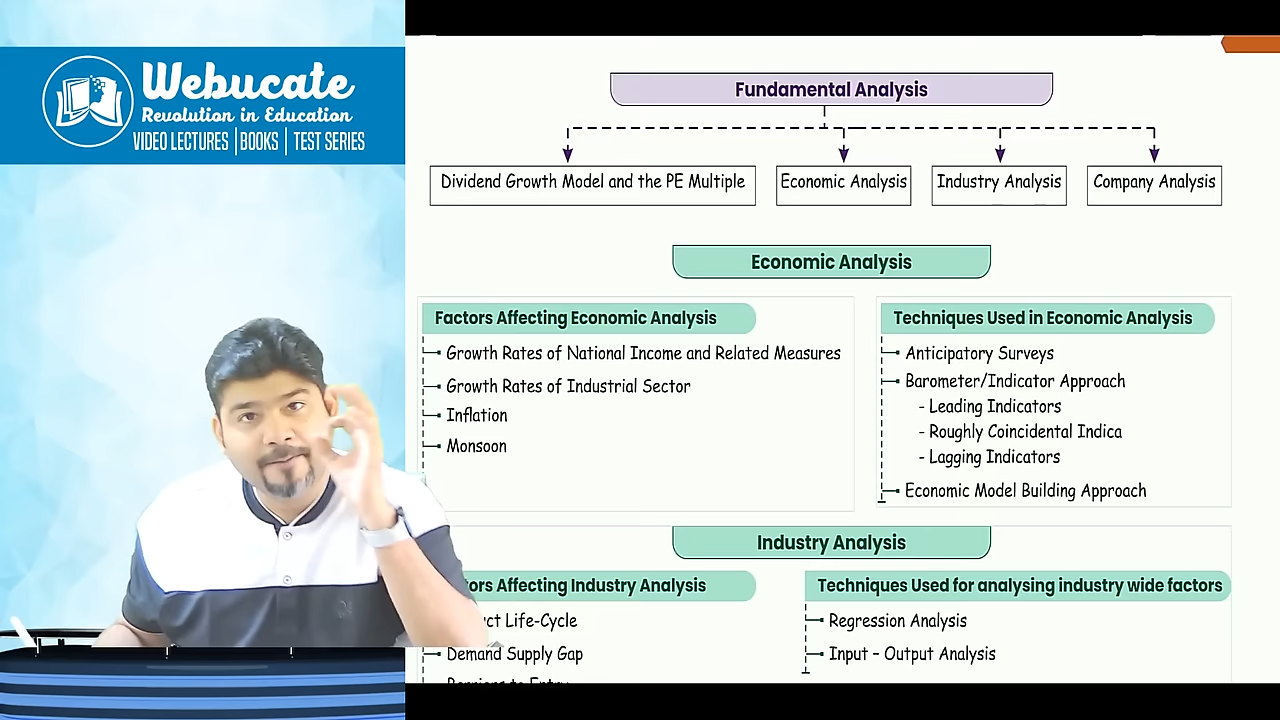 Webucate
Revolution in Education
VIDEO LECTURES | BOOKS | TEST SERIES
Fundamental Analysis
Dividend Growth Model and the PE Multiple
Economic Analysis
Industry Analysis
Company Analysis
Economic Analysis
Factors Affecting Economic Analysis
Growth Rates of National Income and Related Measures
Growth Rates of Industrial Sector
Inflation
Monsoon
Techniques Used in Economic Analysis
Anticipatory Surveys
Barometer/Indicator Approach
- Leading Indicators
- Roughly Coincidental Indica
- Lagging Indicators
Economic Model Building Approach
Industry Analysis
Affecting Industry Analysis
Life-Cycle
Demand Supply Gap
Techniques Used for analysing industry wide factors
Regression Analysis
Input – Output Analysis